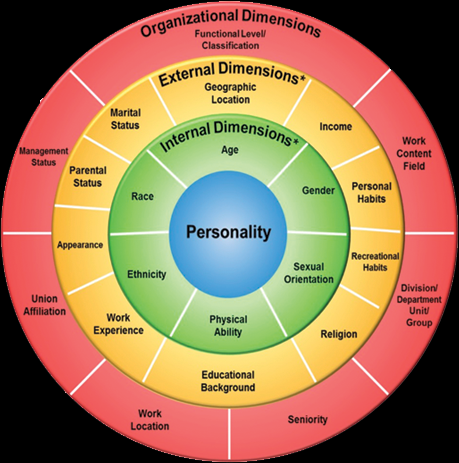 Organizational Dimensions
Functional Level/
Classification
External Dimensions*
Geographic
Location
Marital
Status
Income
Internal Dimensions*
Age
Management
Status
Work
Content
Field
Parental
Status
Personal
Habits
Race
Gender
Personality
Appearance
Recreational
Habits
Ethnicity
Sexual
Orientation
Union
Affiliation
Division/
Department
Unit/
Group
Work
Experience
Physical
Ability
Religion
Educational
Background
Work
Location
Seniority